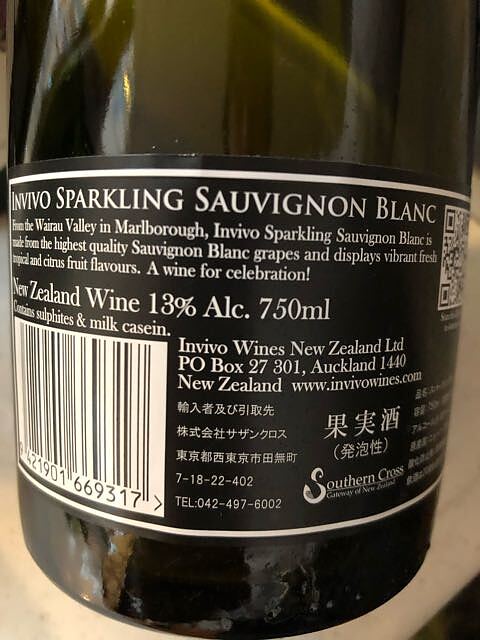 INVIVO SPARKLING SAUVIGNON BLANC
From the Wairau Valley in Marlborough, Invivo Sparkling Sauvignon Blanc is
made from the highest quality Sauvignon Blanc grapes and displays vibrant fresh
tropical and citrus fruit flavours. A wine for celebration!
New Zealand Wine 13% Alc. 750ml
Contains sulphites & milk casein.
Invivo Wines New Zealand Ltd
PO Box 27 301, Auckland 1440
New Zealand www.invivowines.com
輸入者及び引取先
株式会社サザンクロス
東京都西東京市田無町
7-18-22-402
TEL:042-497-6002
果実酒
(発泡性)
Southern Cross
Gateway of New Zealand
9 421901 669317 >